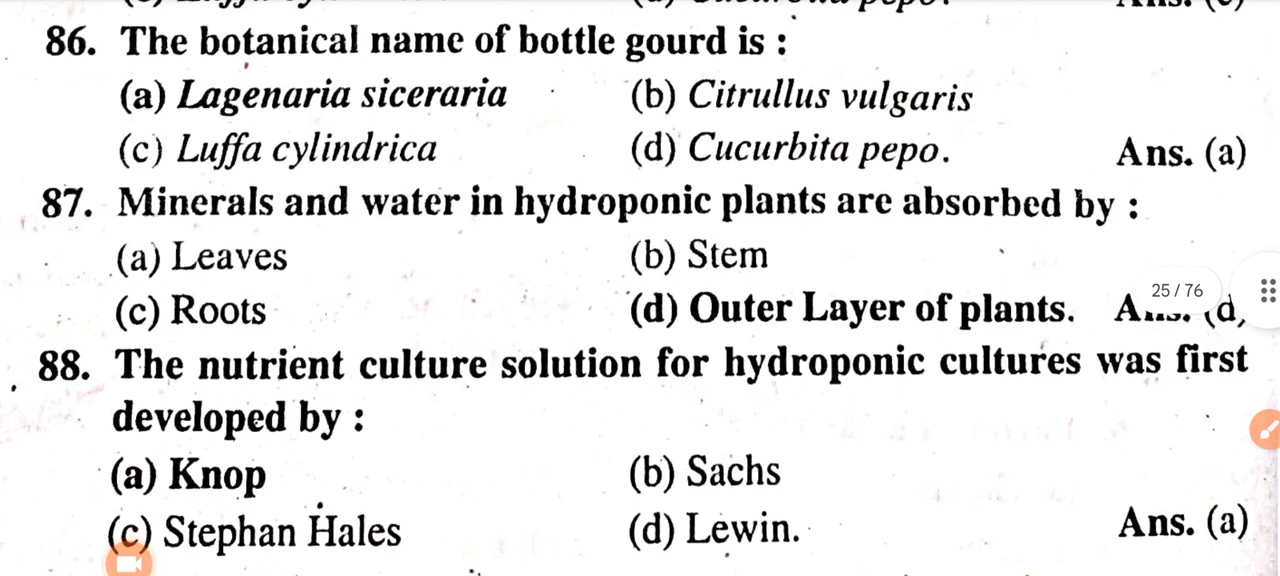 86. The botanical name of bottle gourd is :
(a) Lagenaria siceraria (b) Citrullus vulgaris
(c) Luffa cylindrica (d) Cucurbita pepo. Ans. (a)
87. Minerals and water in hydroponic plants are absorbed by :
(a) Leaves (b) Stem
25 / 76
(c) Roots (d) Outer Layer of plants. (d)
88. The nutrient culture solution for hydroponic cultures was first
developed by :
(a) Knop (b) Sachs
(c) Stephan Hales (d) Lewin. Ans. (a)